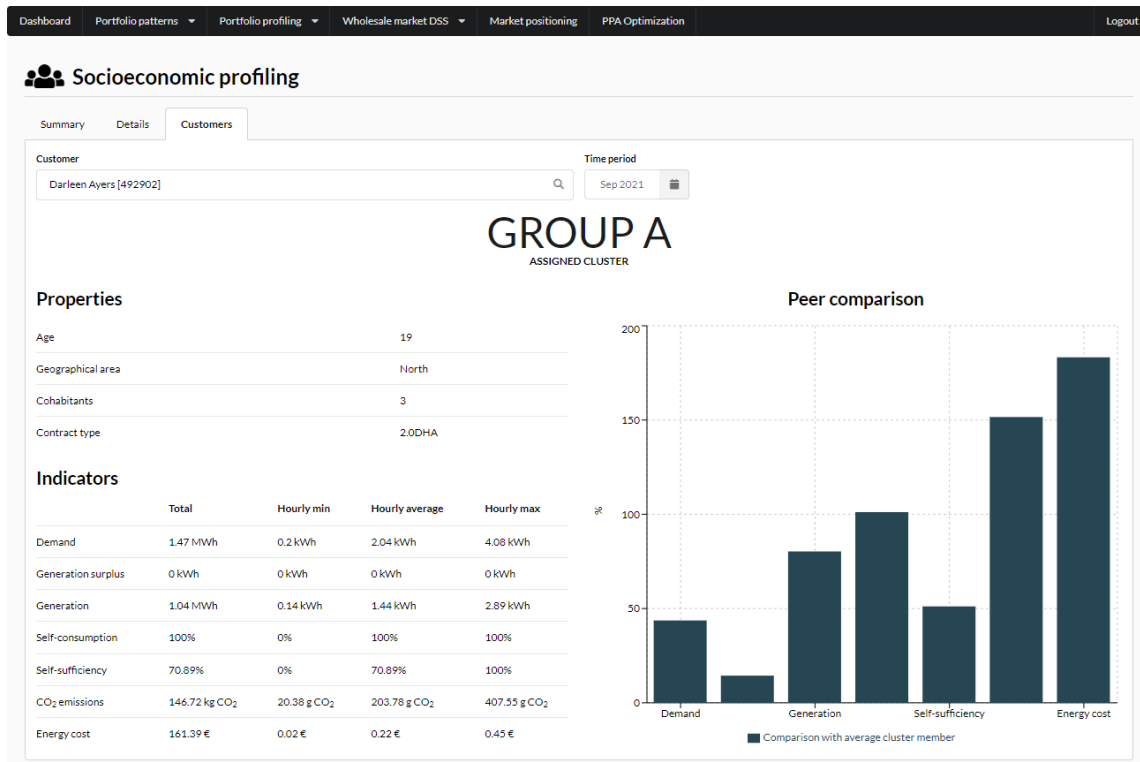 Dashboard Portfolio patterns Portfolio profiling Wholesale market DSS Market positioning PPA Optimization Logout
Socioeconomic profiling
Summary Details Customers
Customer Time period
Darleen Ayers [492902] Sep 2021
GROUP A
ASSIGNED CLUSTER
Properties
Age 19
Geographical area North
Cohabitants 3
Contract type 2.0DHA
Indicators
Total Hourly min Hourly average Hourly max
Demand 1.47 MWh 0.2 kWh 2.04 kWh 4.08 kWh
Generation surplus 0 kWh 0 kWh 0 kWh 0 kWh
Generation 1.04 MWh 0.14 kWh 1.44 kWh 2.89 kWh
Self-consumption 100% 0% 100% 100%
Self-sufficiency 70.89% 0% 70.89% 100%
CO₂ emissions 146.72 kg CO₂ 20.38 g CO₂ 203.78 g CO₂ 407.55 g CO₂
Energy cost 161.39 € 0.02 € 0.22 € 0.45 €
Peer comparison
200
150
100
50
0
%
Demand Generation Self-sufficiency Energy cost
Comparison with average cluster member